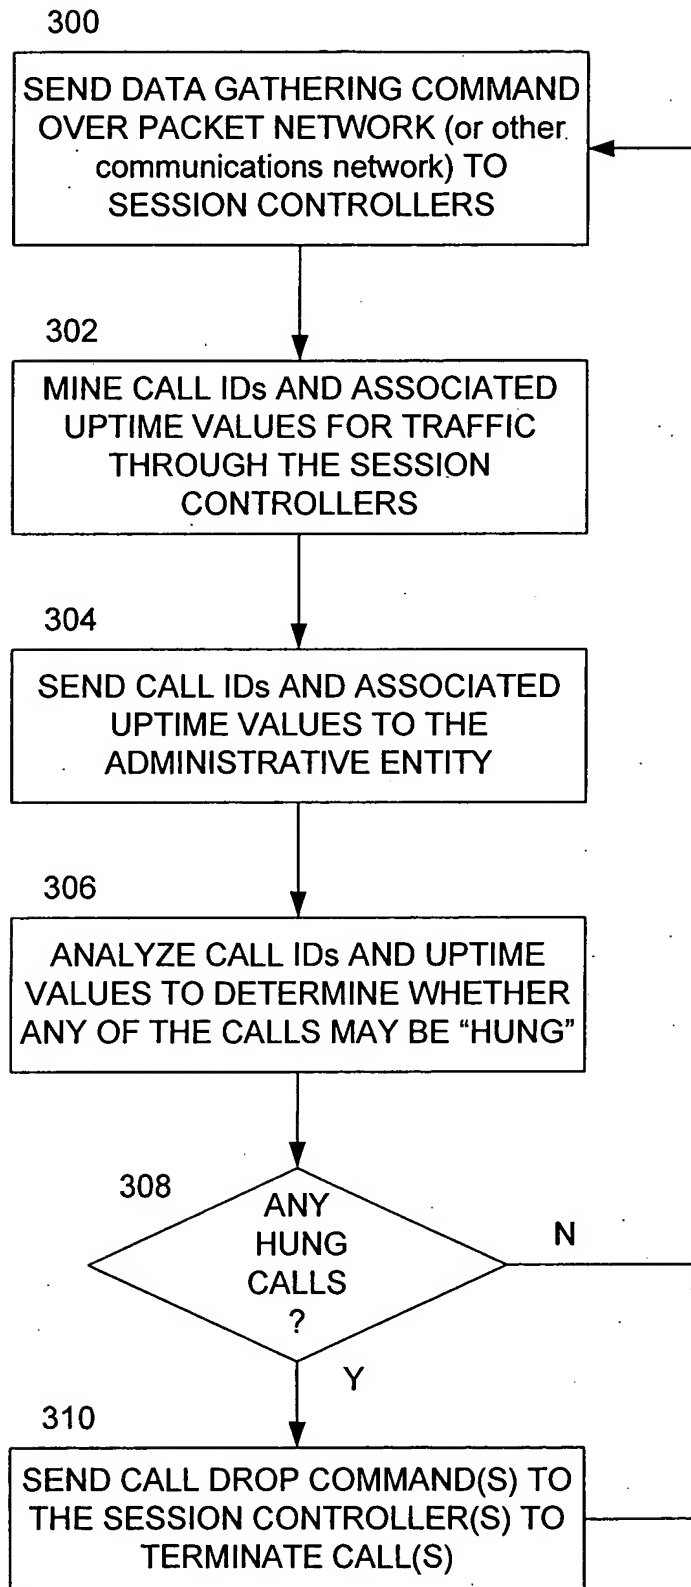 300
SEND DATA GATHERING COMMAND
OVER PACKET NETWORK (or other
communications network) TO
SESSION CONTROLLERS
302
MINE CALL IDs AND ASSOCIATED
UPTIME VALUES FOR TRAFFIC
THROUGH THE SESSION
CONTROLLERS
304
SEND CALL IDs AND ASSOCIATED
UPTIME VALUES TO THE
ADMINISTRATIVE ENTITY
306
ANALYZE CALL IDs AND UPTIME
VALUES TO DETERMINE WHETHER
ANY OF THE CALLS MAY BE “HUNG”
308
ANY
HUNG
CALLS
?
N
Y
310
SEND CALL DROP COMMAND(S) TO
THE SESSION CONTROLLER(S) TO
TERMINATE CALL(S)